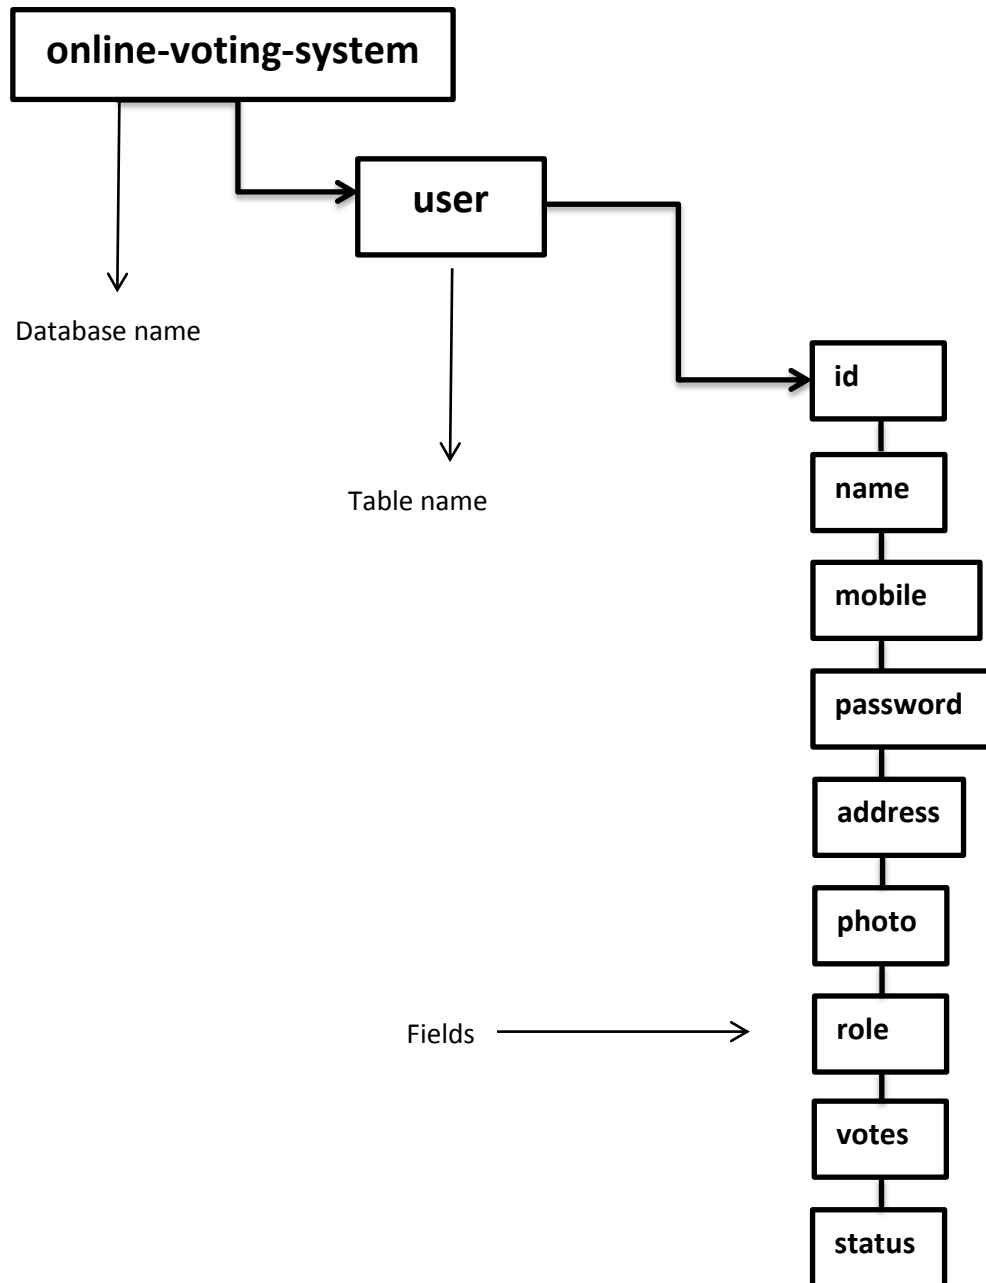 online-voting-system
user
Database name
id
Table name
name
mobile
password
address
photo
Fields
role
votes
status